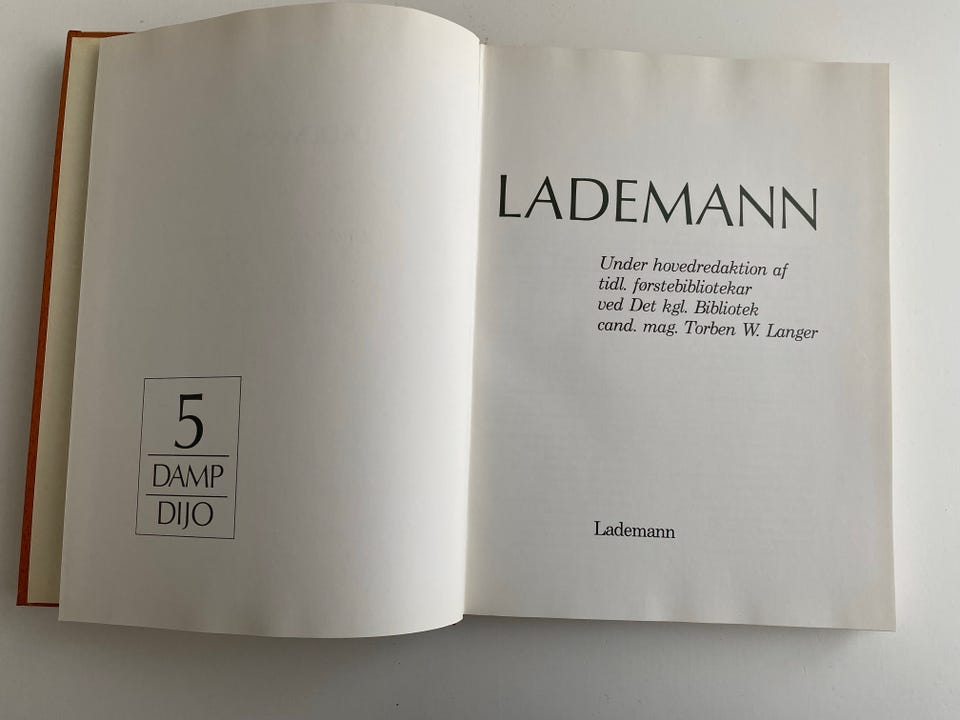 5
DAMP
DIJO
LADEMANN
Under hovedredaktion af
tidl. førstebibliotekar
ved Det kgl. Bibliotek
cand. mag. Torben W. Langer
Lademann